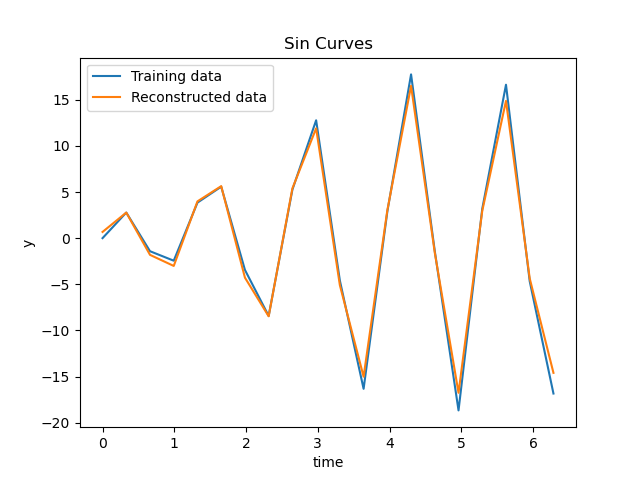 Sin Curves
Training data
Reconstructed data
15
10
5
0
−5
−10
−15
−20
y
0 1 2 3 4 5 6
time